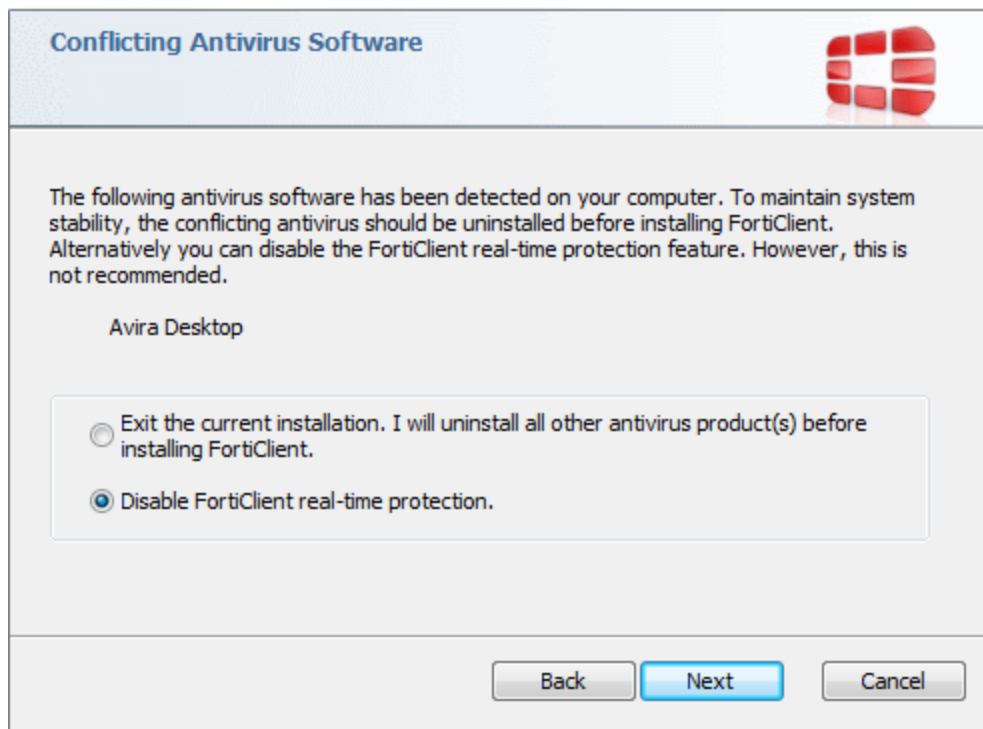 Conflicting Antivirus Software
The following antivirus software has been detected on your computer. To maintain system
stability, the conflicting antivirus should be uninstalled before installing FortiClient.
Alternatively you can disable the FortiClient real-time protection feature. However, this is
not recommended.
Avira Desktop
Exit the current installation. I will uninstall all other antivirus product(s) before
installing FortiClient.
Disable FortiClient real-time protection.
Back
Next
Cancel